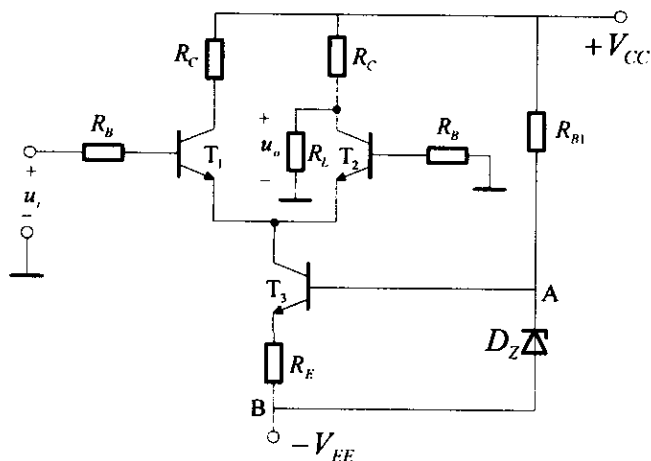 R_C
R_C
+V_CC
R_B
T_1
+
u_o
−
R_L
T_2
R_B
R_B1
+
u_i
−
T_3
A
D_Z
R_E
B
−V_EE